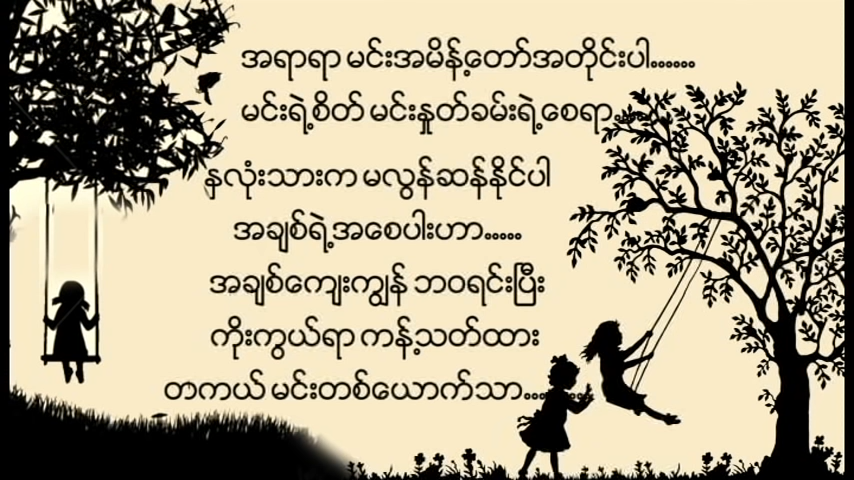 အရာရာ မင်းအမိန့်တော်အတိုင်းပါ......
မင်းရဲ့စိတ် မင်းနှုတ်ခမ်းရဲ့စေရာ......
နှလုံးသားက မလွန်ဆန်နိုင်ပါ
အချစ်ရဲ့အစေပါးဟာ.....
အချစ်ကျေးကျွန် ဘဝရင်းပြီး
ကိုးကွယ်ရာ ကန့်သတ်ထား
တကယ် မင်းတစ်ယောက်သာ.........